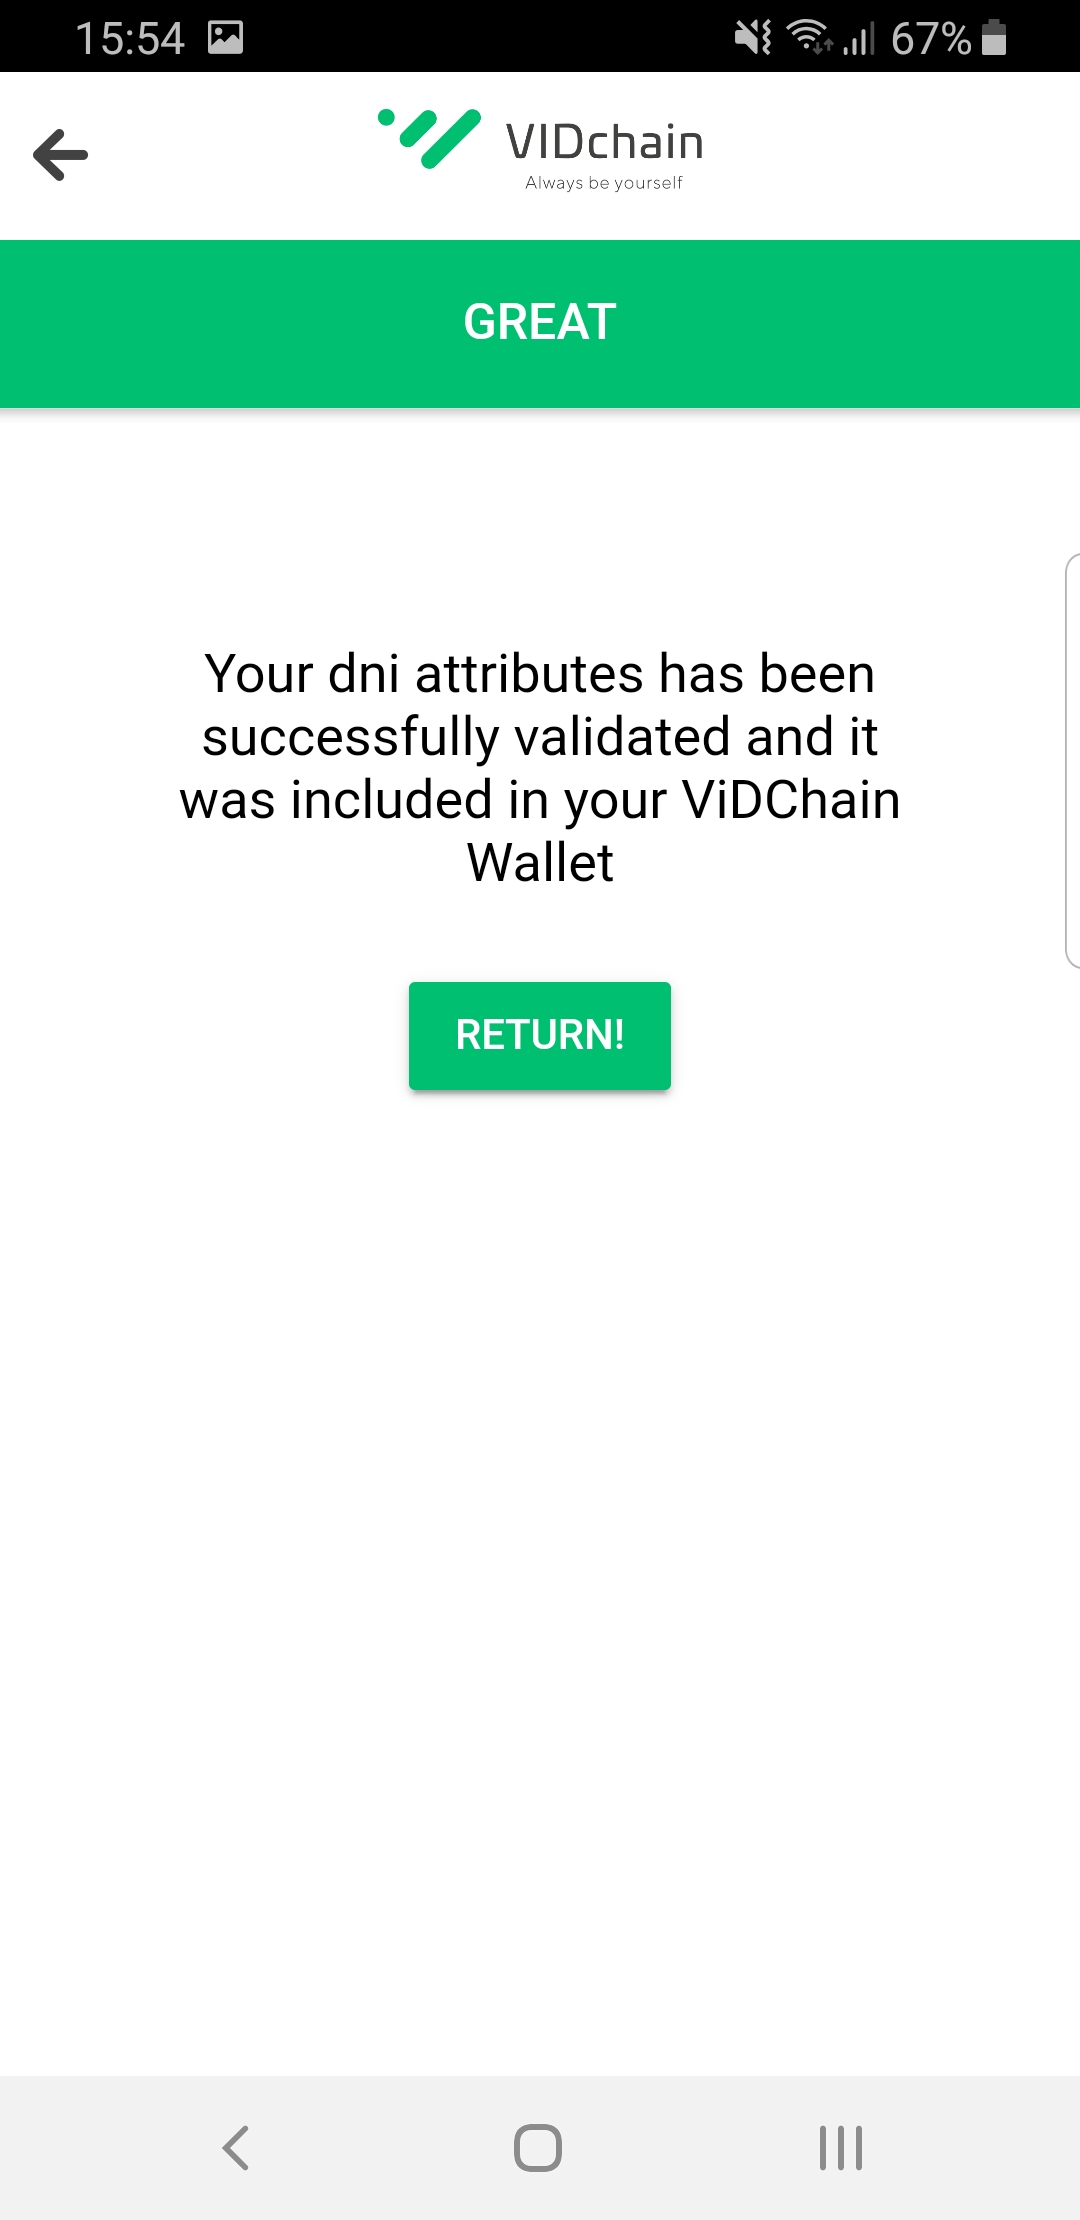 15:54
67%
VIDchain
Always be yourself
GREAT
Your dni attributes has been
successfully validated and it
was included in your ViDChain
Wallet
RETURN!